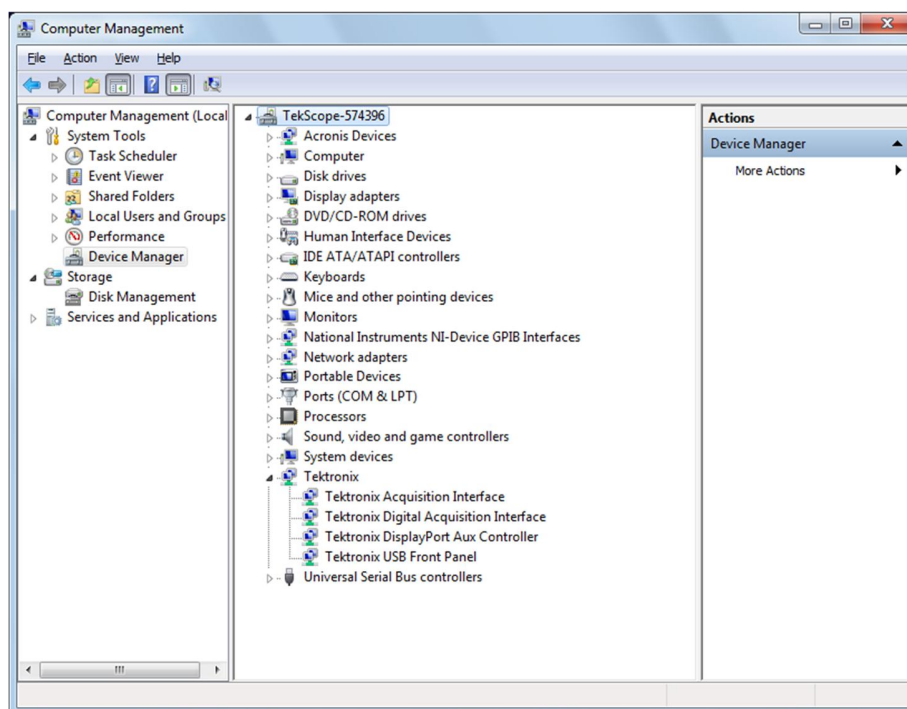 Computer Management
File Action View Help
Computer Management (Local
System Tools
Task Scheduler
Event Viewer
Shared Folders
Local Users and Groups
Performance
Device Manager
Storage
Disk Management
Services and Applications
TekScope-574396
Acronis Devices
Computer
Disk drives
Display adapters
DVD/CD-ROM drives
Human Interface Devices
IDE ATA/ATAPI controllers
Keyboards
Mice and other pointing devices
Monitors
National Instruments NI-Device GPIB Interfaces
Network adapters
Portable Devices
Ports (COM & LPT)
Processors
Sound, video and game controllers
System devices
Tektronix
Tektronix Acquisition Interface
Tektronix Digital Acquisition Interface
Tektronix DisplayPort Aux Controller
Tektronix USB Front Panel
Universal Serial Bus controllers
Actions
Device Manager
More Actions